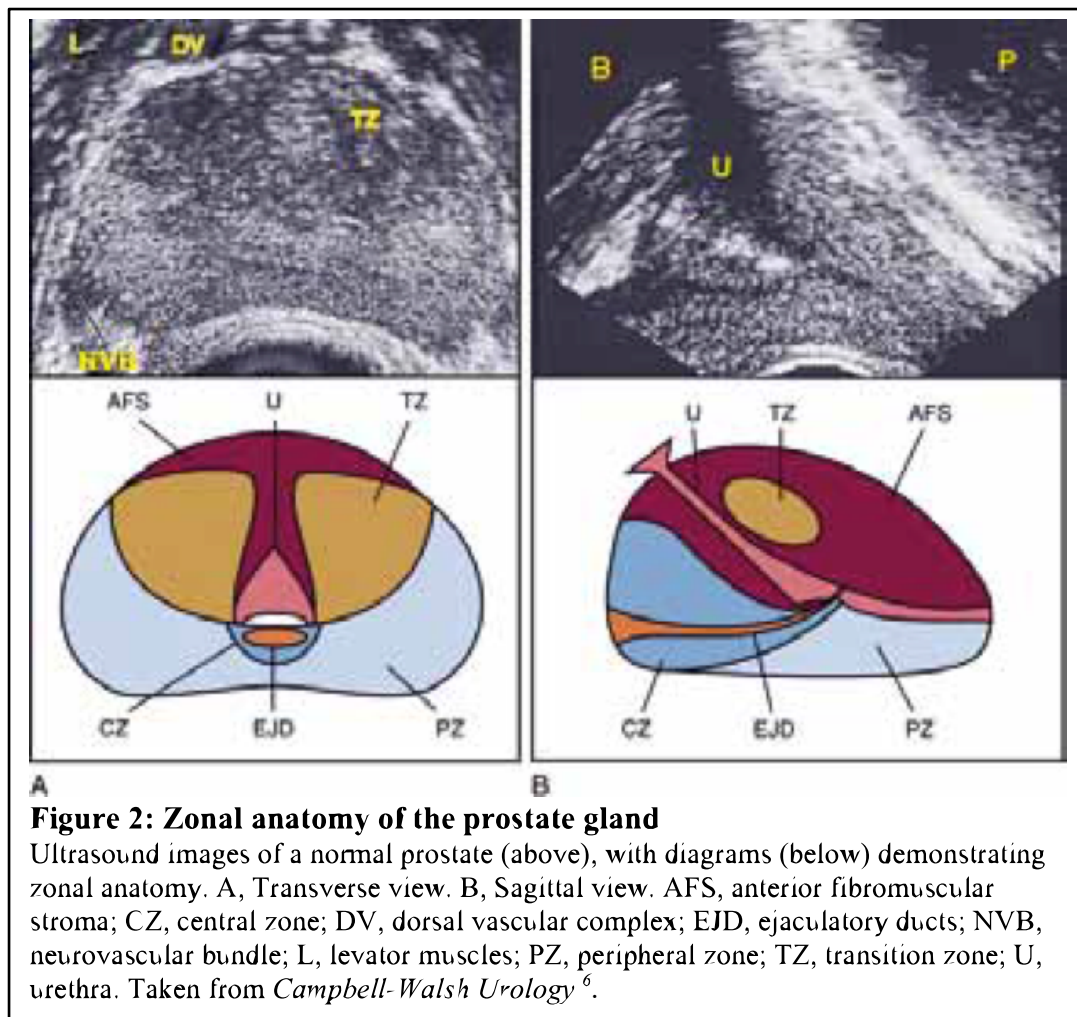 L DV
TZ
NVB
B P
U
AFS U TZ
CZ EJD PZ
U TZ AFS
CZ EJD PZ
A B
Figure 2: Zonal anatomy of the prostate gland
Ultrasound images of a normal prostate (above), with diagrams (below) demonstrating
zonal anatomy. A, Transverse view. B, Sagittal view. AFS, anterior fibromuscular
stroma; CZ, central zone; DV, dorsal vascular complex; EJD, ejaculatory ducts; NVB,
neurovascular bundle; L, levator muscles; PZ, peripheral zone; TZ, transition zone; U,
urethra. Taken from Campbell-Walsh Urology ⁶.